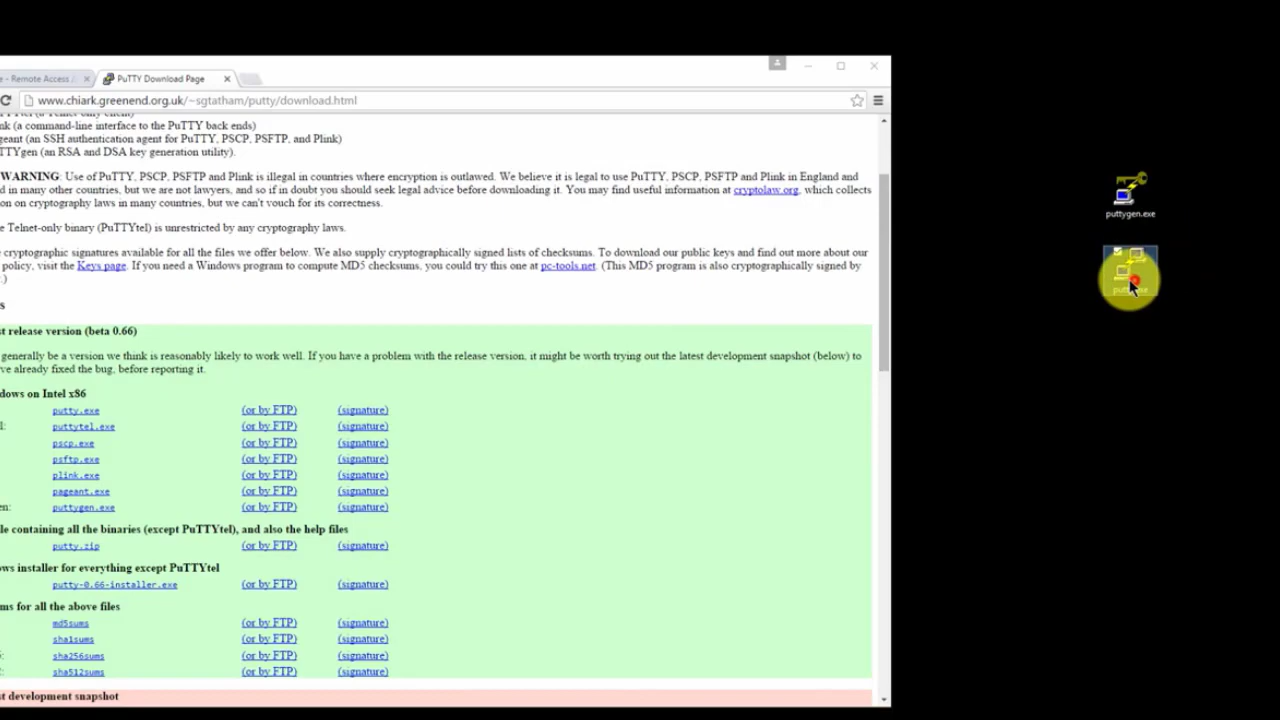 e - Remote Access /
PuTTY Download Page
www.chiark.greenend.org.uk/~sgtatham/putty/download.html
nk (a command-line interface to the PuTTY back ends)
geant (an SSH authentication agent for PuTTY, PSCP, PSFTP, and Plink)
TTYgen (an RSA and DSA key generation utility).
WARNING: Use of PuTTY, PSCP, PSFTP and Plink is illegal in countries where encryption is outlawed. We believe it is legal to use PuTTY, PSCP, PSFTP and Plink in England and
d in many other countries, but we are not lawyers, and so if in doubt you should seek legal advice before downloading it. You may find useful information at cryptolaw.org, which collects
on on cryptography laws in many countries, but we can't vouch for its correctness.
e Telnet-only binary (PuTTYtel) is unrestricted by any cryptography laws.
e cryptographic signatures available for all the files we offer below. We also supply cryptographically signed lists of checksums. To download our public keys and find out more about our
policy, visit the Keys page. If you need a Windows program to compute MD5 checksums, you could try this one at pc-tools.net. (This MD5 program is also cryptographically signed by
.)
s
st release version (beta 0.66)
generally be a version we think is reasonably likely to work well. If you have a problem with the release version, it might be worth trying out the latest development snapshot (below) to
ve already fixed the bug, before reporting it.
dows on Intel x86
putty.exe (or by FTP) (signature)
l: puttytel.exe (or by FTP) (signature)
pscp.exe (or by FTP) (signature)
psftp.exe (or by FTP) (signature)
plink.exe (or by FTP) (signature)
pageant.exe (or by FTP) (signature)
en: puttygen.exe (or by FTP) (signature)
le containing all the binaries (except PuTTYtel), and also the help files
putty.zip (or by FTP) (signature)
ows installer for everything except PuTTYtel
putty-0.66-installer.exe (or by FTP) (signature)
ms for all the above files
md5sums (or by FTP) (signature)
sha1sums (or by FTP) (signature)
: sha256sums (or by FTP) (signature)
: sha512sums (or by FTP) (signature)
st development snapshot
puttygen.exe